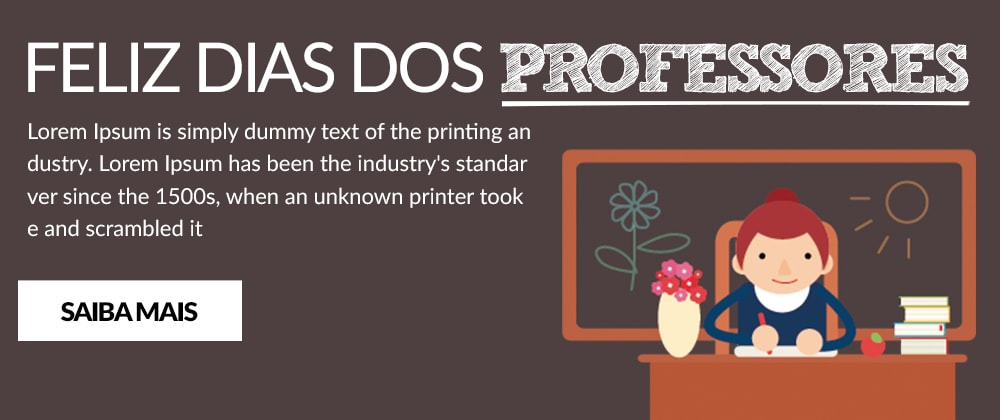 FELIZ DIAS DOS PROFESSORES
Lorem Ipsum is simply dummy text of the printing an
dustry. Lorem Ipsum has been the industry's standar
ver since the 1500s, when an unknown printer took
e and scrambled it
SAIBA MAIS